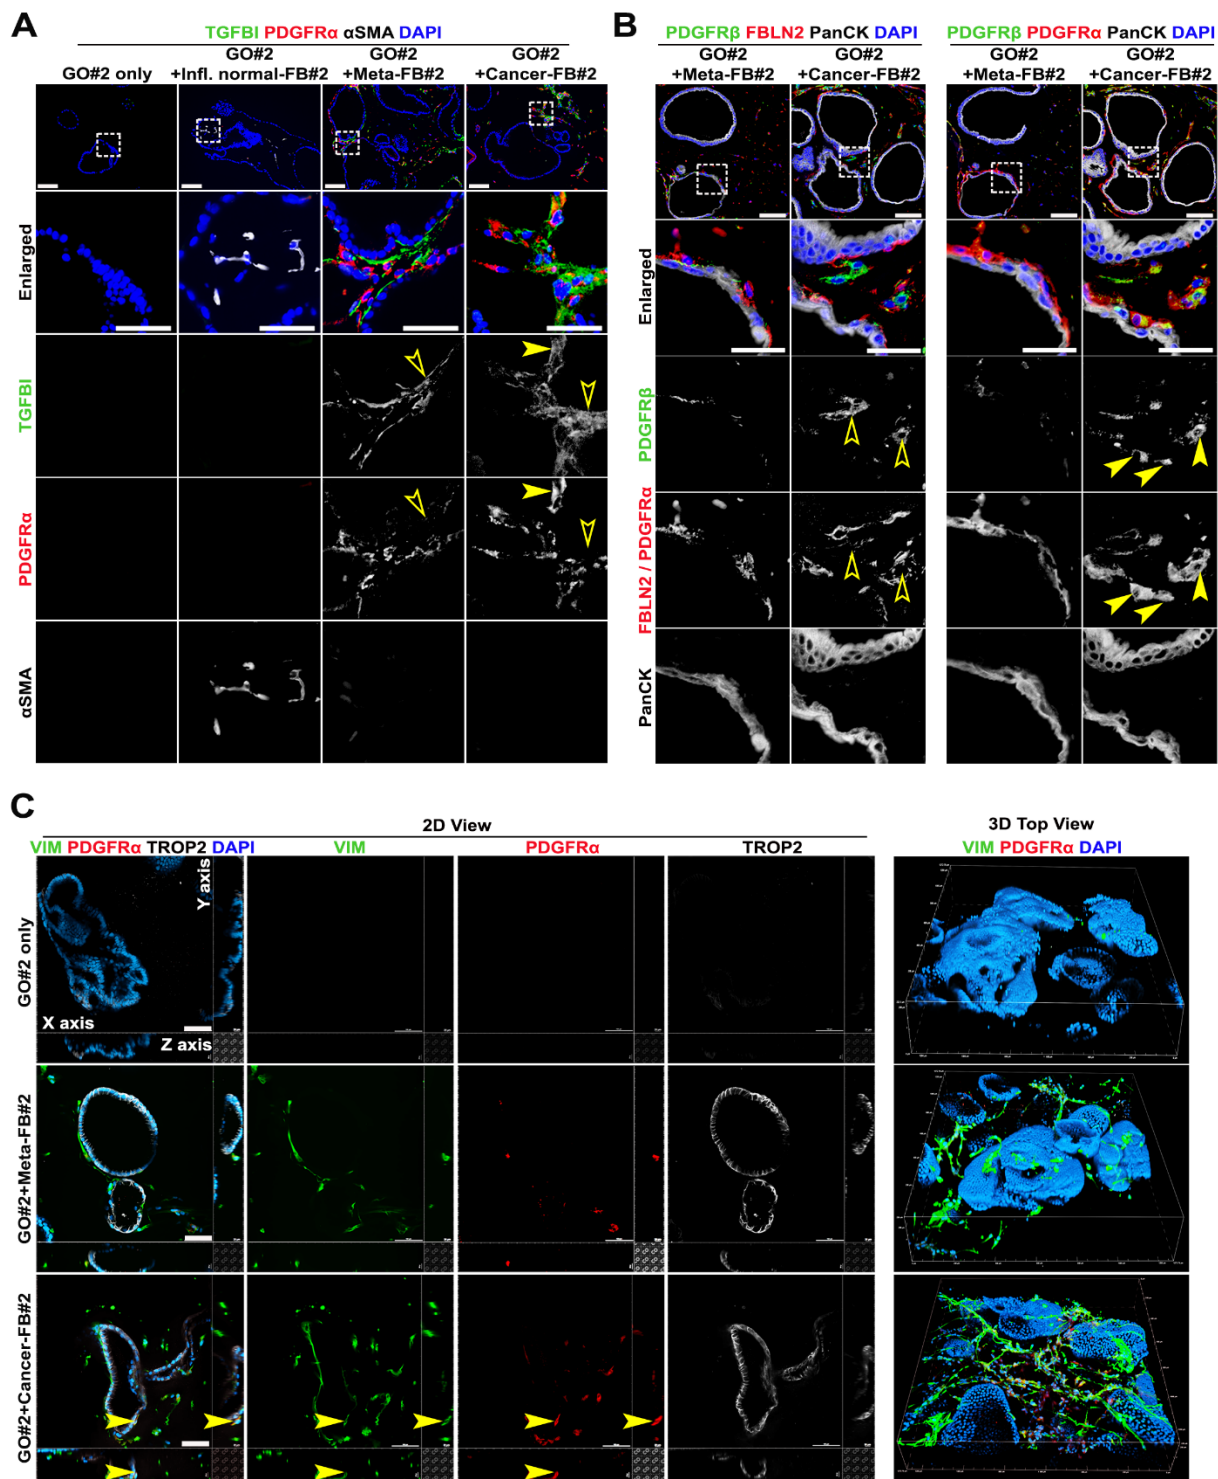 A
TGFBI PDGFRα αSMA DAPI
GO#2 only
GO#2
+Infl. normal-FB#2
GO#2
+Meta-FB#2
GO#2
+Cancer-FB#2
Enlarged
TGFBI
PDGFRα
αSMA
B
PDGFRβ FBLN2 PanCK DAPI
GO#2
+Meta-FB#2
GO#2
+Cancer-FB#2
PDGFRβ PDGFRα PanCK DAPI
GO#2
+Meta-FB#2
GO#2
+Cancer-FB#2
Enlarged
PDGFRβ
FBLN2 / PDGFRα
PanCK
C
2D View
VIM PDGFRα TROP2 DAPI
VIM
PDGFRα
TROP2
3D Top View
VIM PDGFRα DAPI
GO#2 only
Y axis
X axis
Z axis
GO#2+Meta-FB#2
GO#2+Cancer-FB#2